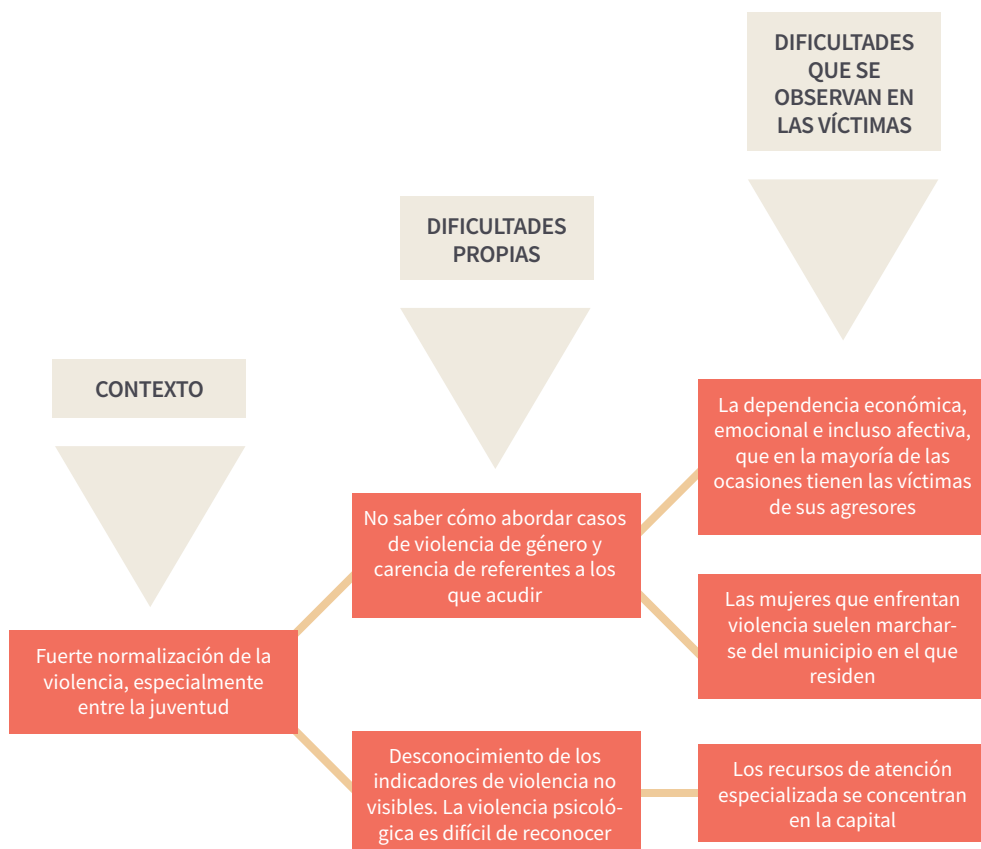 DIFICULTADES
QUE SE
OBSERVAN EN
LAS VÍCTIMAS
DIFICULTADES
PROPIAS
CONTEXTO
La dependencia económica,
emocional e incluso afectiva,
que en la mayoría de las
ocasiones tienen las víctimas
de sus agresores
No saber cómo abordar casos
de violencia de género y
carencia de referentes a los
que acudir
Las mujeres que enfrentan
violencia suelen marchar-
se del municipio en el que
residen
Fuerte normalización de la
violencia, especialmente
entre la juventud
Desconocimiento de los
indicadores de violencia no
visibles. La violencia psicoló-
gica es difícil de reconocer
Los recursos de atención
especializada se concentran
en la capital